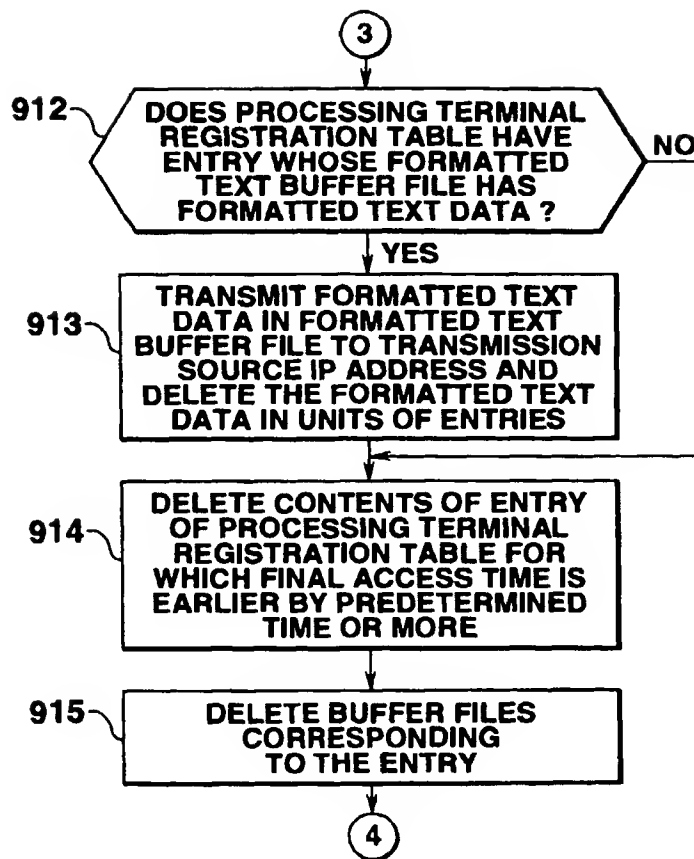 3
912
DOES PROCESSING TERMINAL
REGISTRATION TABLE HAVE
ENTRY WHOSE FORMATTED
TEXT BUFFER FILE HAS
FORMATTED TEXT DATA ?
NO
YES
913
TRANSMIT FORMATTED TEXT
DATA IN FORMATTED TEXT
BUFFER FILE TO TRANSMISSION
SOURCE IP ADDRESS AND
DELETE THE FORMATTED TEXT
DATA IN UNITS OF ENTRIES
914
DELETE CONTENTS OF ENTRY
OF PROCESSING TERMINAL
REGISTRATION TABLE FOR
WHICH FINAL ACCESS TIME IS
EARLIER BY PREDETERMINED
TIME OR MORE
915
DELETE BUFFER FILES
CORRESPONDING
TO THE ENTRY
4